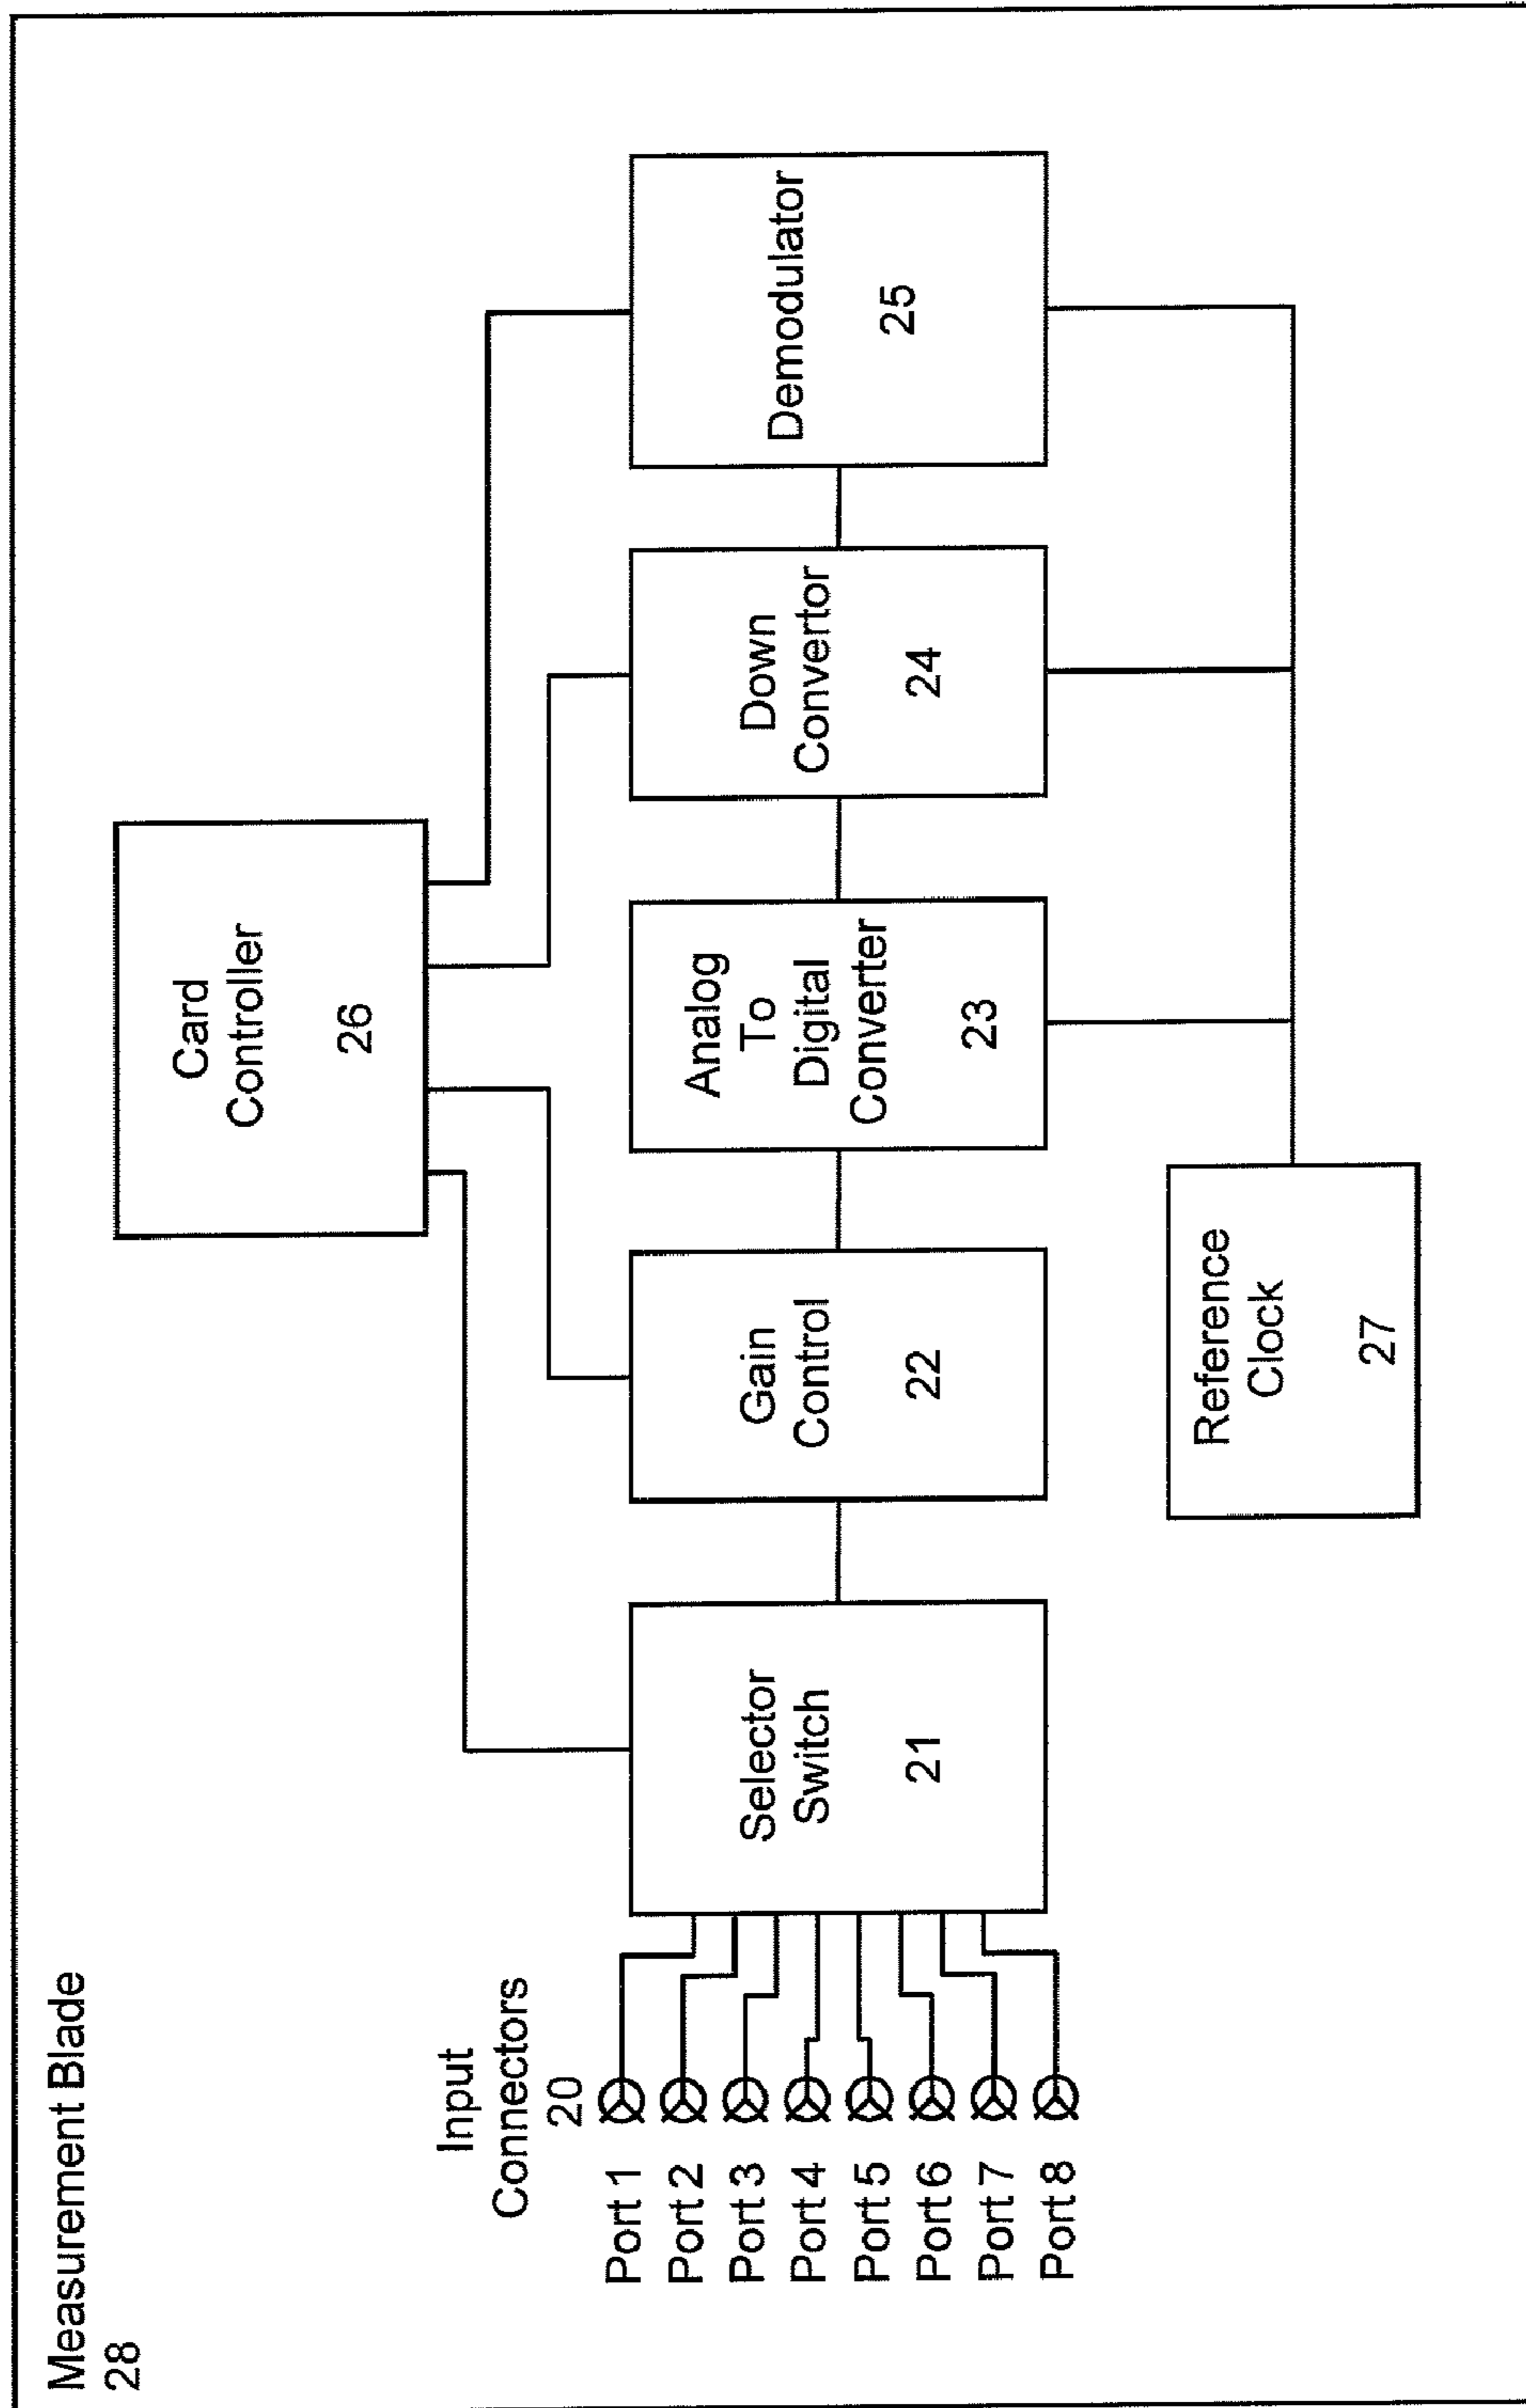 Measurement Blade
28
Card
Controller
26
Input
Connectors
20
Port 1
Port 2
Port 3
Port 4
Port 5
Port 6
Port 7
Port 8
Selector
Switch
21
Gain
Control
22
Analog
To
Digital
Converter
23
Down
Convertor
24
Demodulator
25
Reference
Clock
27